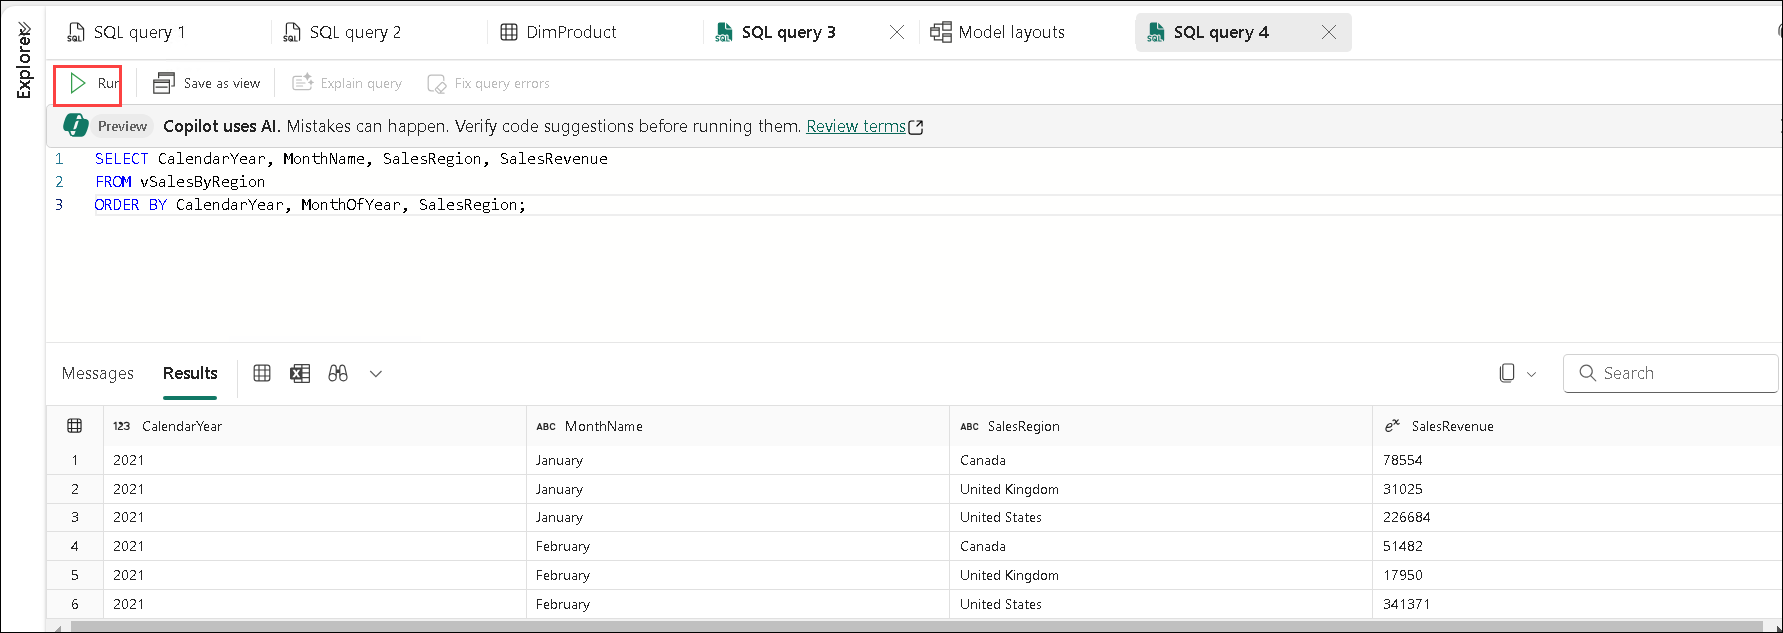 Explorer
SQL query 1
SQL query 2
DimProduct
SQL query 3
Model layouts
SQL query 4
Run
Save as view
Explain query
Fix query errors
Preview Copilot uses AI. Mistakes can happen. Verify code suggestions before running them. Review terms
1 SELECT CalendarYear, MonthName, SalesRegion, SalesRevenue
2 FROM vSalesByRegion
3 ORDER BY CalendarYear, MonthOfYear, SalesRegion;
Messages Results Search
123 CalendarYear ABC MonthName ABC SalesRegion eˣ SalesRevenue
1 2021 January Canada 78554
2 2021 January United Kingdom 31025
3 2021 January United States 226684
4 2021 February Canada 51482
5 2021 February United Kingdom 17950
6 2021 February United States 341371